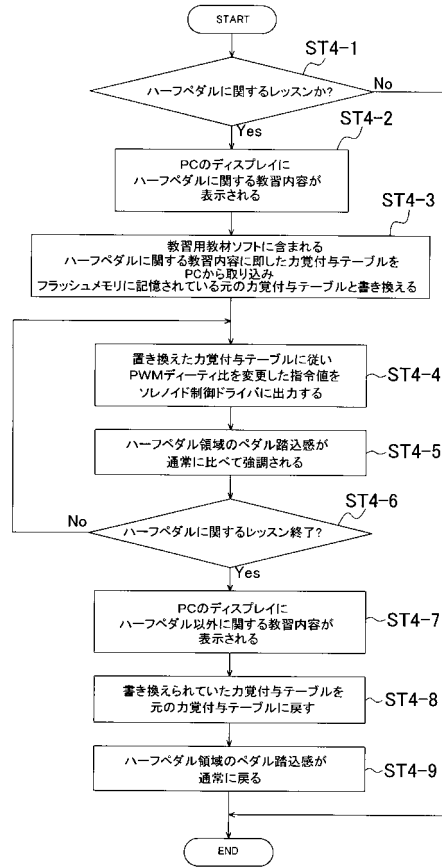 START
ST4-1
ハーフペダルに関するレッスンか?
No
Yes
ST4-2
PCのディスプレイに
ハーフペダルに関する教習内容が
表示される
ST4-3
教習用教材ソフトに含まれる
ハーフペダルに関する教習内容に即した力覚付与テーブルを
PCから取り込み
フラッシュメモリに記憶されている元の力覚付与テーブルと書き換える
置き換えた力覚付与テーブルに従い
PWMディーティ比を変更した指令値を
ソレノイド制御ドライバに出力する
ST4-4
ハーフペダル領域のペダル踏込感が
通常に比べて強調される
ST4-5
ST4-6
No
ハーフペダルに関するレッスン終了?
Yes
PCのディスプレイに
ハーフペダル以外に関する教習内容が
表示される
ST4-7
書き換えられていた力覚付与テーブルを
元の力覚付与テーブルに戻す
ST4-8
ハーフペダル領域のペダル踏込感が
通常に戻る
ST4-9
END